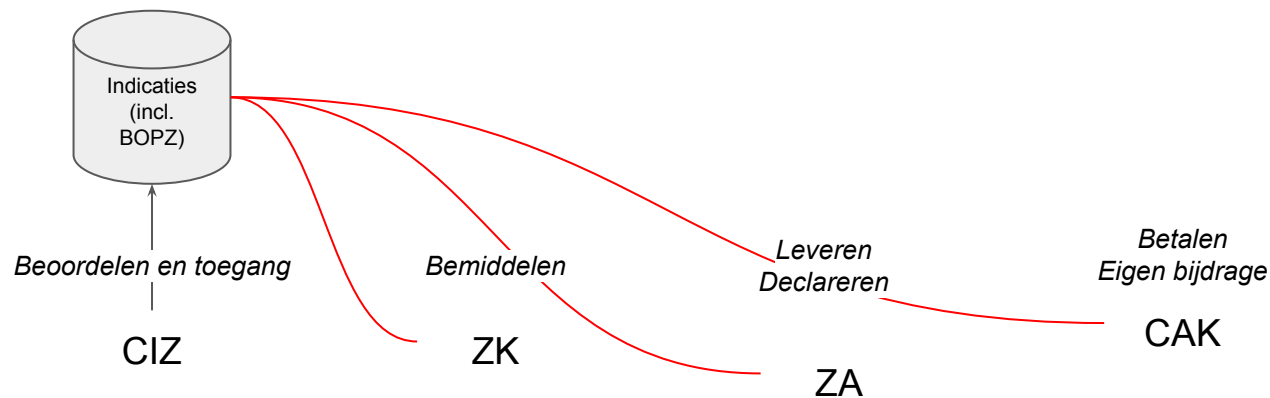 Indicaties
(incl.
BOPZ)
Beoordelen en toegang
CIZ
Bemiddelen
ZK
Leveren
Declareren
ZA
Betalen
Eigen bijdrage
CAK